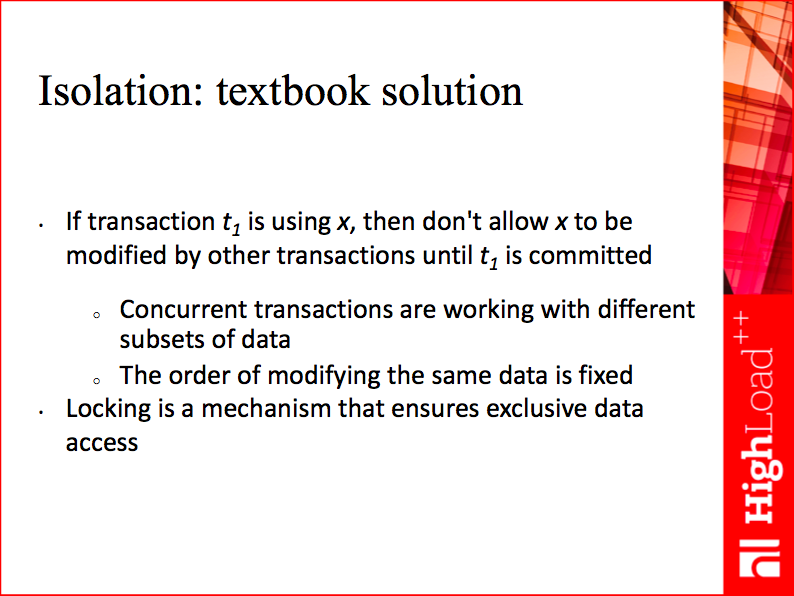 Isolation: textbook solution
• If transaction t₁ is using x, then don't allow x to be
modified by other transactions until t₁ is committed
○ Concurrent transactions are working with different
subsets of data
○ The order of modifying the same data is fixed
• Locking is a mechanism that ensures exclusive data
access
HighLoad++